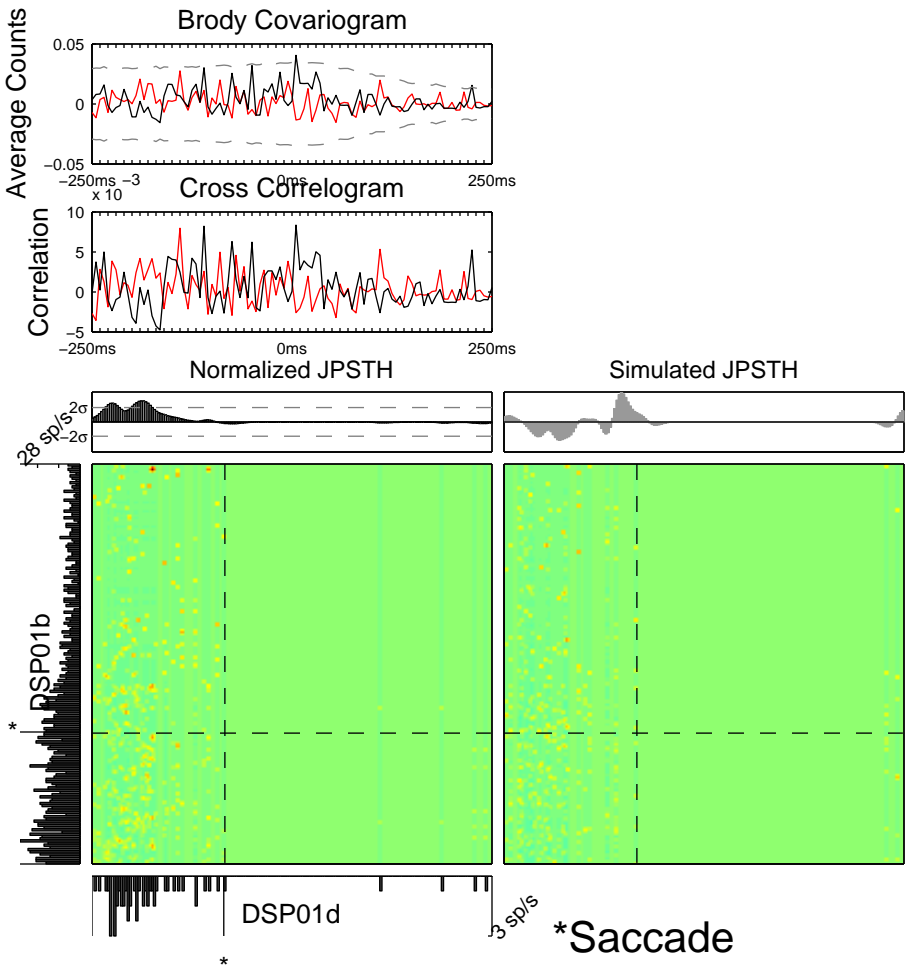 Brody Covariogram
Average Counts
0.05
0
−0.05
−250ms
0ms
250ms
x 10 −3
Cross Correlogram
Correlation
10
5
0
−5
−250ms
0ms
250ms
Normalized JPSTH
Simulated JPSTH
28 sp/s
2σ
−2σ
DSP01b
*
DSP01d
3 sp/s
*
*Saccade